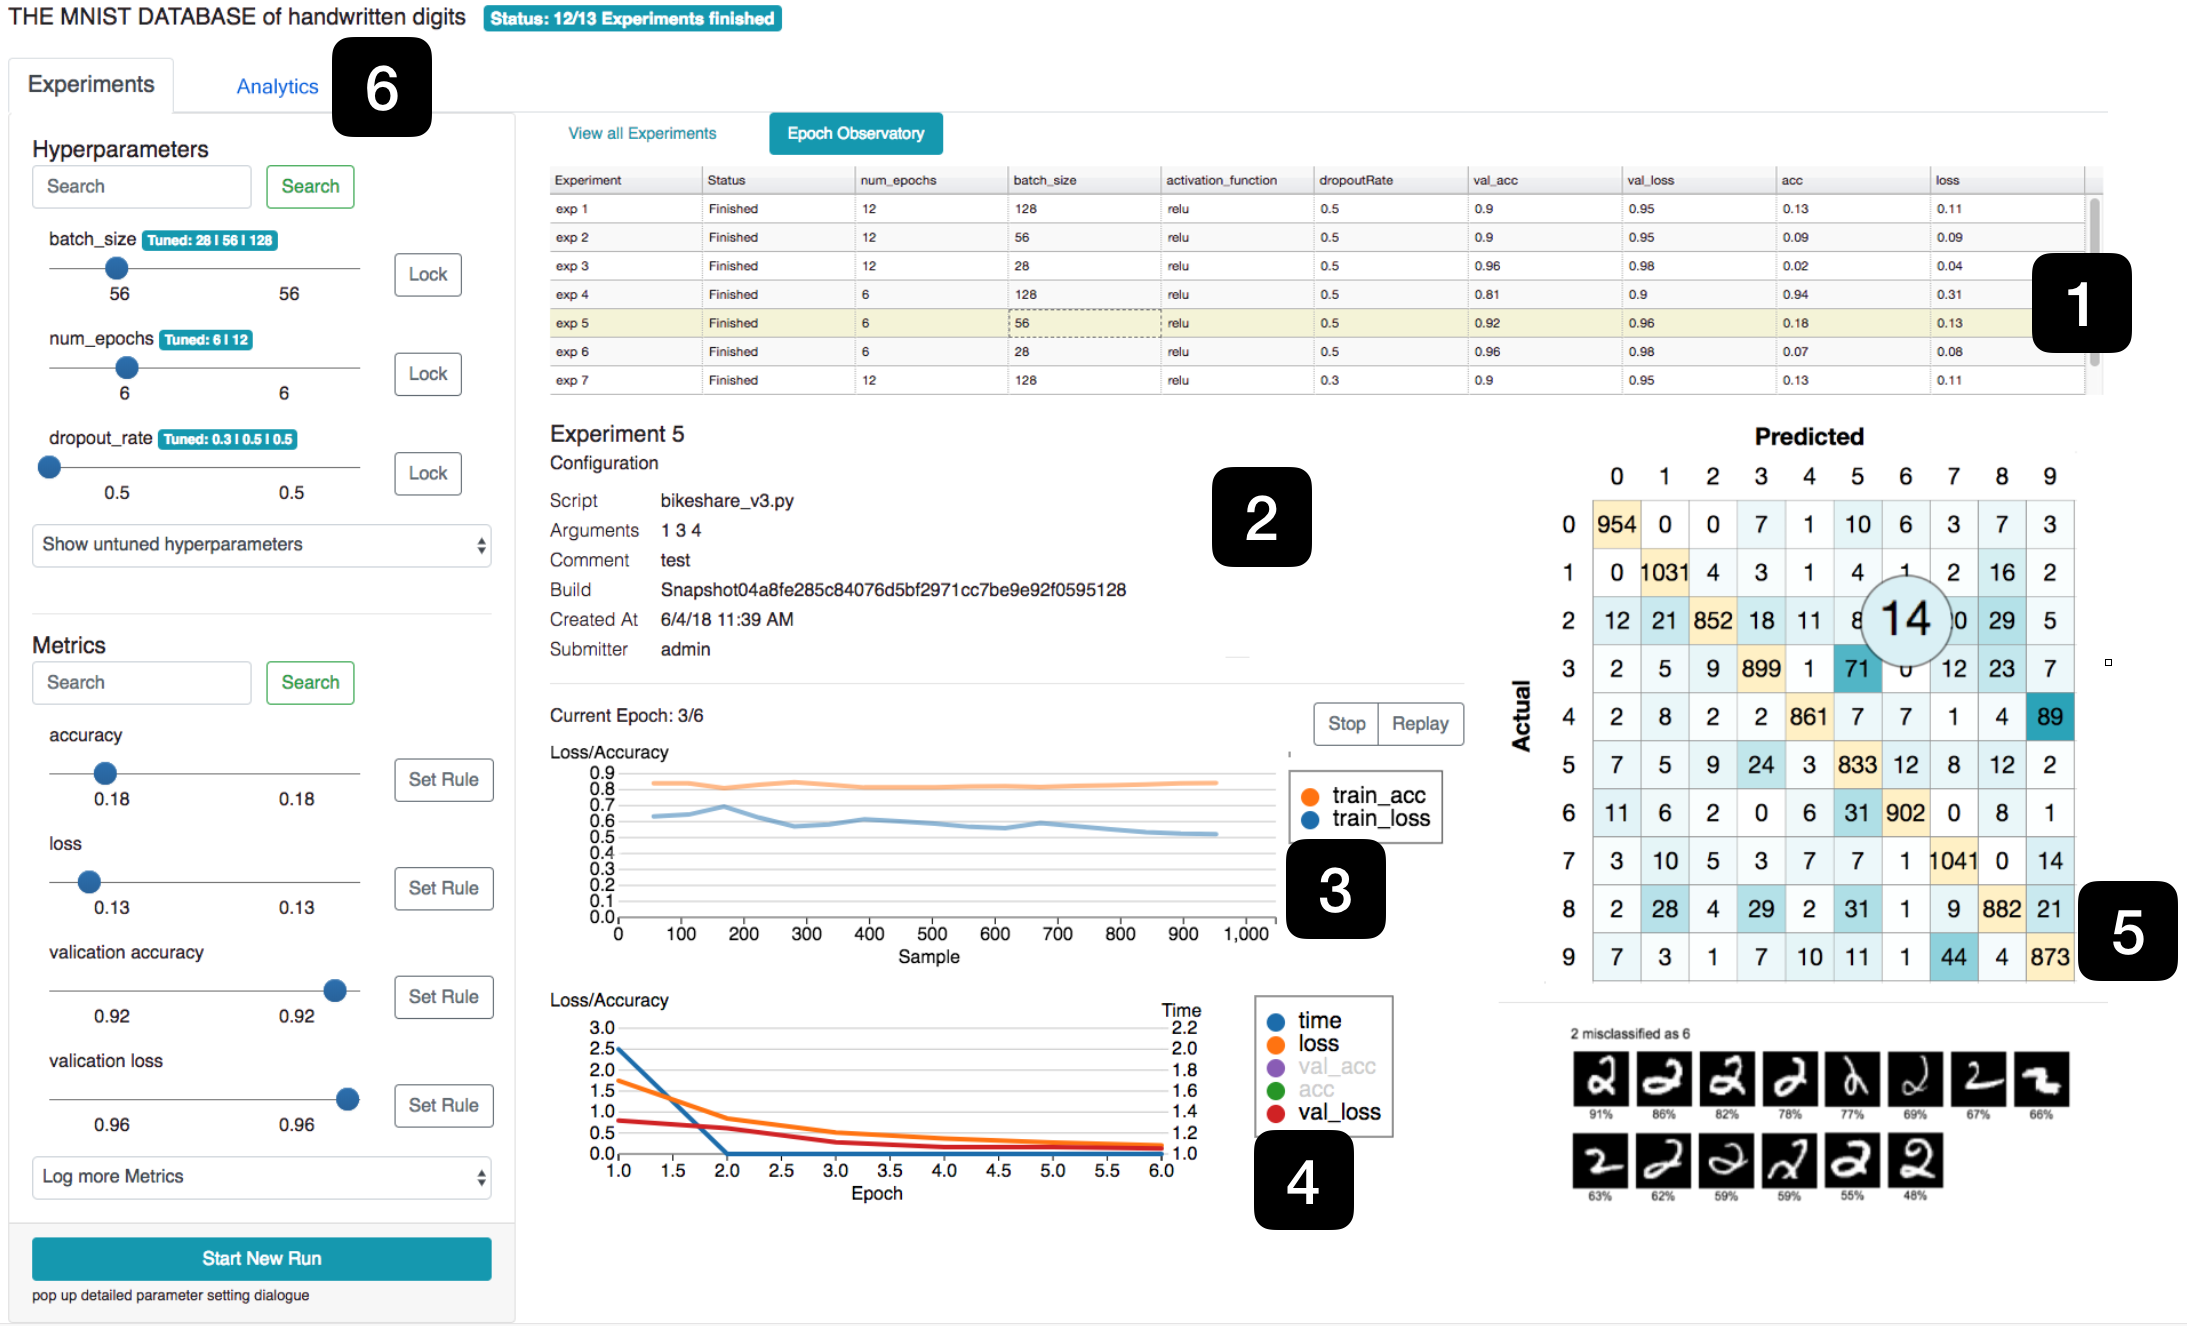 THE MNIST DATABASE of handwritten digits Status: 12/13 Experiments finished
Experiments Analytics 6
Hyperparameters
Search Search
batch_size Tuned: 28 | 56 | 128
Lock
56 56
num_epochs Tuned: 6 | 12
Lock
6 6
dropout_rate Tuned: 0.3 | 0.5 | 0.5
Lock
0.5 0.5
Show untuned hyperparameters
Metrics
Search Search
accuracy
Set Rule
0.18 0.18
loss
Set Rule
0.13 0.13
valication accuracy
Set Rule
0.92 0.92
valication loss
Set Rule
0.96 0.96
Log more Metrics
Start New Run
pop up detailed parameter setting dialogue
View all Experiments Epoch Observatory
Experiment Status num_epochs batch_size activation_function dropoutRate val_acc val_loss acc loss
exp 1 Finished 12 128 relu 0.5 0.9 0.95 0.13 0.11
exp 2 Finished 12 56 relu 0.5 0.9 0.95 0.09 0.09
exp 3 Finished 12 28 relu 0.5 0.96 0.98 0.02 0.04
exp 4 Finished 6 128 relu 0.5 0.81 0.9 0.94 0.31
exp 5 Finished 6 56 relu 0.5 0.92 0.96 0.18 0.13
exp 6 Finished 6 28 relu 0.5 0.96 0.98 0.07 0.08
exp 7 Finished 12 128 relu 0.3 0.9 0.95 0.13 0.11
1
Experiment 5
Configuration
Script bikeshare_v3.py
Arguments 1 3 4
Comment test
Build Snapshot04a8fe285c84076d5bf2971cc7be9e92f0595128
Created At 6/4/18 11:39 AM
Submitter admin
2
Current Epoch: 3/6
Stop Replay
Loss/Accuracy
0.9
0.8
0.7
0.6
0.5
0.4
0.3
0.2
0.1
0.0
0 100 200 300 400 500 600 700 800 900 1,000
Sample
train_acc
train_loss
3
Loss/Accuracy
Time
3.0
2.5
2.0
1.5
1.0
0.5
0.0
2.2
2.0
1.8
1.6
1.4
1.2
1.0
1.0 1.5 2.0 2.5 3.0 3.5 4.0 4.5 5.0 5.5 6.0
Epoch
time
loss
val_acc
acc
val_loss
4
Predicted
0 1 2 3 4 5 6 7 8 9
Actual
0 954 0 0 7 1 10 6 3 7 3
1 0 1031 4 3 1 4 1 2 16 2
2 12 21 852 18 11 8 14 0 29 5
3 2 5 9 899 1 71 0 12 23 7
4 2 8 2 2 861 7 7 1 4 89
5 7 5 9 24 3 833 12 8 12 2
6 11 6 2 0 6 31 902 0 8 1
7 3 10 5 3 7 7 1 1041 0 14
8 2 28 4 29 2 31 1 9 882 21
9 7 3 1 7 10 11 1 44 4 873
5
2 misclassified as 6
2 2 2 2 2 2 2 2
91% 86% 82% 78% 77% 69% 67% 66%
2 2 2 2 2 2
63% 62% 59% 59% 55% 48%